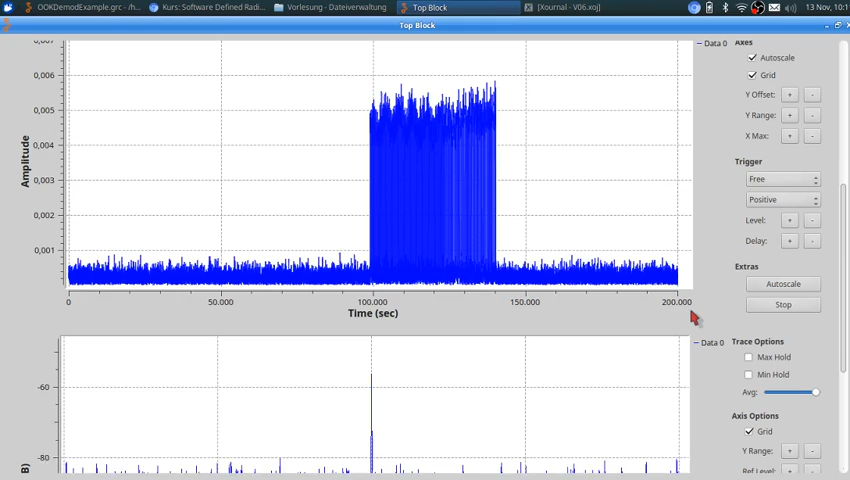 OOKDemodExample.grc - /h...
Kurs: Software Defined Radi...
Vorlesung - Dateiverwaltung
Top Block
[Xournal - V06.xoj]
13 Nov, 10:1
Top Block
0,007
0,006
0,005
0,004
0,003
0,002
0,001
Amplitude
0
50.000
100.000
150.000
200.000
Time (sec)
Data 0
Axes
Autoscale
Grid
Y Offset: + -
Y Range: + -
X Max: + -
Trigger
Free
Positive
Level: + -
Delay: + -
Extras
Autoscale
Stop
-60
-80
B)
Data 0
Trace Options
Max Hold
Min Hold
Avg:
Axis Options
Grid
Y Range: + -
Ref Level: + -